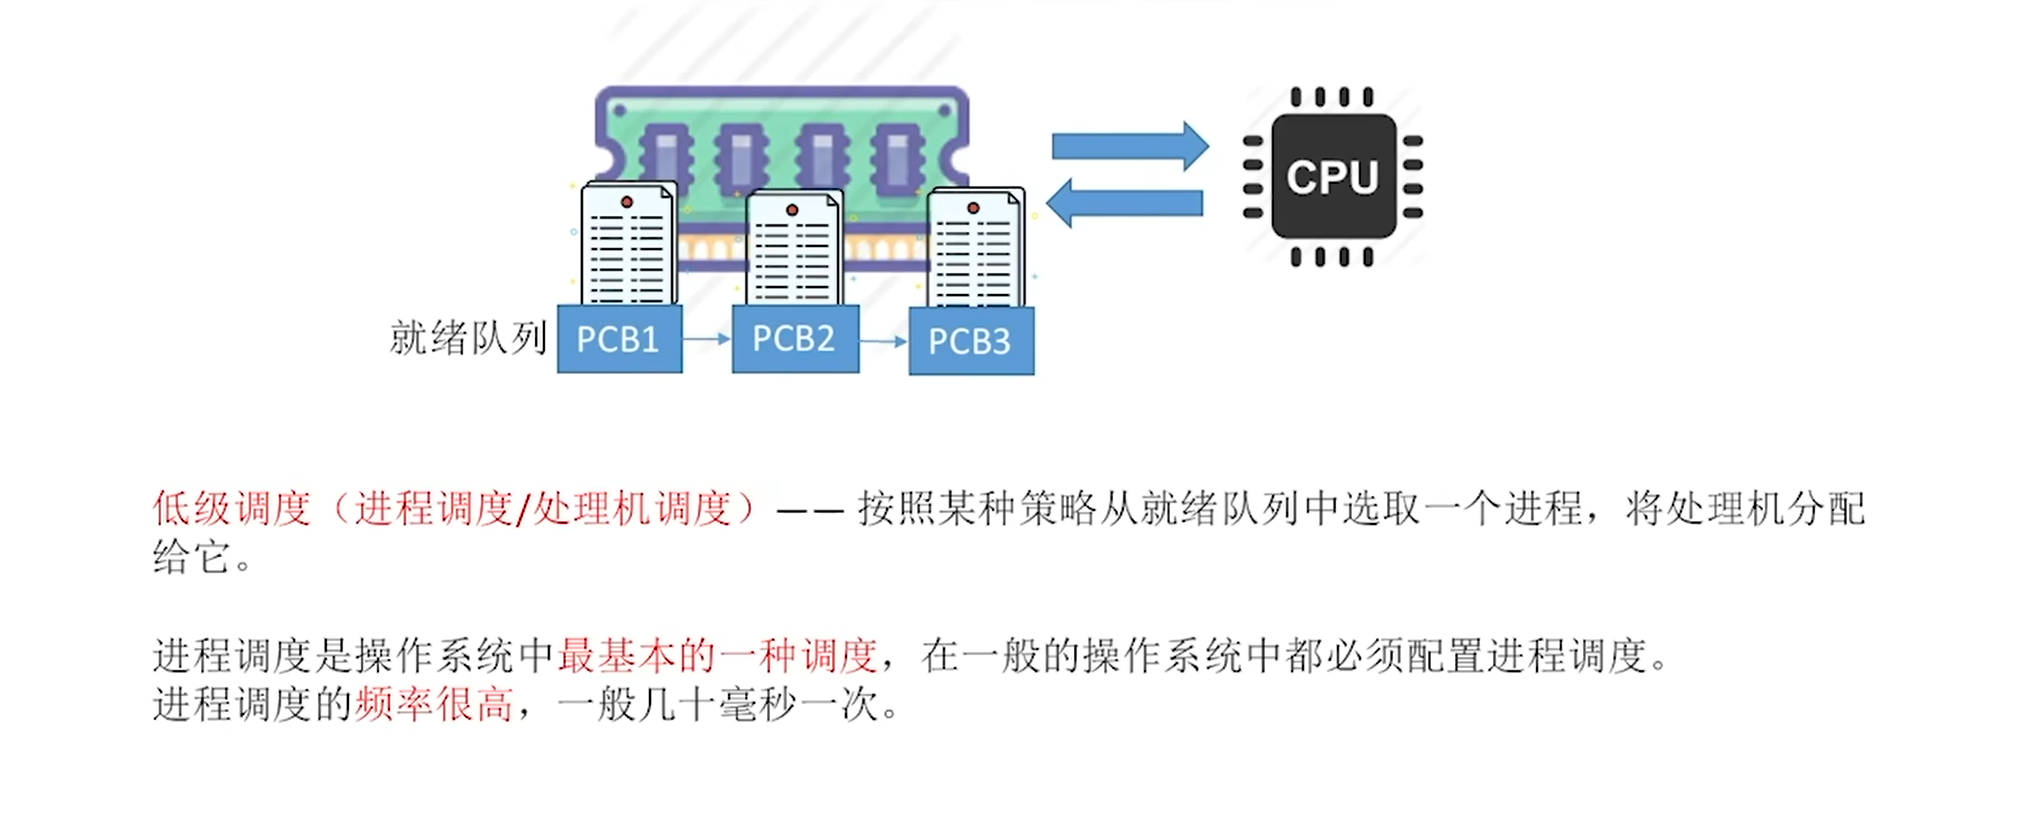 CPU
就绪队列 PCB1 PCB2 PCB3
低级调度（进程调度/处理机调度）—— 按照某种策略从就绪队列中选取一个进程，将处理机分配
给它。
进程调度是操作系统中最基本的一种调度，在一般的操作系统中都必须配置进程调度。
进程调度的频率很高，一般几十毫秒一次。